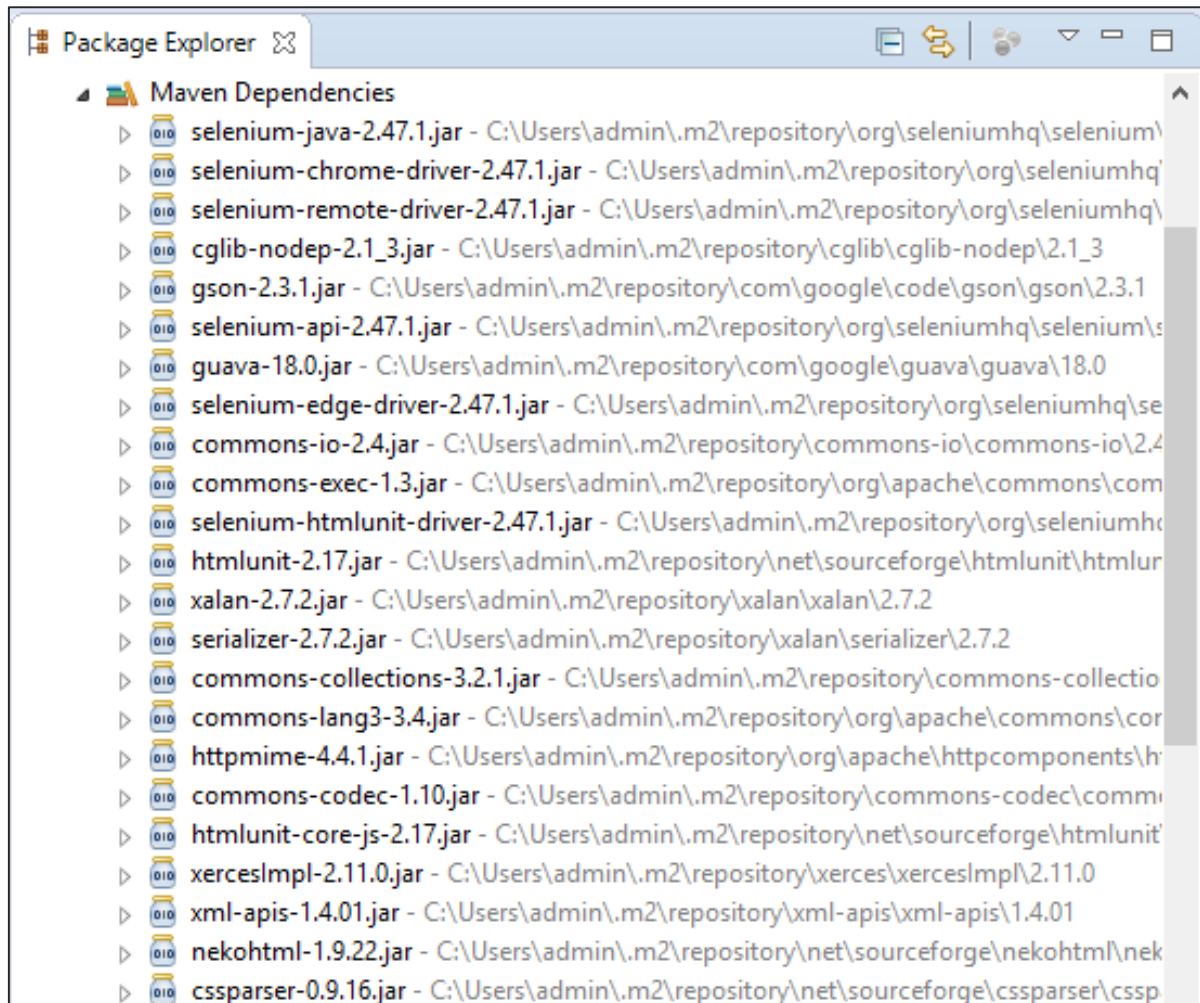 Package Explorer
Maven Dependencies
selenium-java-2.47.1.jar - C:\Users\admin\.m2\repository\org\seleniumhq\selenium\
selenium-chrome-driver-2.47.1.jar - C:\Users\admin\.m2\repository\org\seleniumhq\
selenium-remote-driver-2.47.1.jar - C:\Users\admin\.m2\repository\org\seleniumhq\
cglib-nodep-2.1_3.jar - C:\Users\admin\.m2\repository\cglib\cglib-nodep\2.1_3
gson-2.3.1.jar - C:\Users\admin\.m2\repository\com\google\code\gson\gson\2.3.1
selenium-api-2.47.1.jar - C:\Users\admin\.m2\repository\org\seleniumhq\selenium\s
guava-18.0.jar - C:\Users\admin\.m2\repository\com\google\guava\guava\18.0
selenium-edge-driver-2.47.1.jar - C:\Users\admin\.m2\repository\org\seleniumhq\se
commons-io-2.4.jar - C:\Users\admin\.m2\repository\commons-io\commons-io\2.4
commons-exec-1.3.jar - C:\Users\admin\.m2\repository\org\apache\commons\com
selenium-htmlunit-driver-2.47.1.jar - C:\Users\admin\.m2\repository\org\seleniumh
htmlunit-2.17.jar - C:\Users\admin\.m2\repository\net\sourceforge\htmlunit\htmlun
xalan-2.7.2.jar - C:\Users\admin\.m2\repository\xalan\xalan\2.7.2
serializer-2.7.2.jar - C:\Users\admin\.m2\repository\xalan\serializer\2.7.2
commons-collections-3.2.1.jar - C:\Users\admin\.m2\repository\commons-collectio
commons-lang3-3.4.jar - C:\Users\admin\.m2\repository\org\apache\commons\cor
httpmime-4.4.1.jar - C:\Users\admin\.m2\repository\org\apache\httpcomponents\h
commons-codec-1.10.jar - C:\Users\admin\.m2\repository\commons-codec\comm
htmlunit-core-js-2.17.jar - C:\Users\admin\.m2\repository\net\sourceforge\htmlunit\
xercesImpl-2.11.0.jar - C:\Users\admin\.m2\repository\xerces\xercesImpl\2.11.0
xml-apis-1.4.01.jar - C:\Users\admin\.m2\repository\xml-apis\xml-apis\1.4.01
nekohtml-1.9.22.jar - C:\Users\admin\.m2\repository\net\sourceforge\nekohtml\nek
cssparser-0.9.16.jar - C:\Users\admin\.m2\repository\net\sourceforge\cssparser\cssp